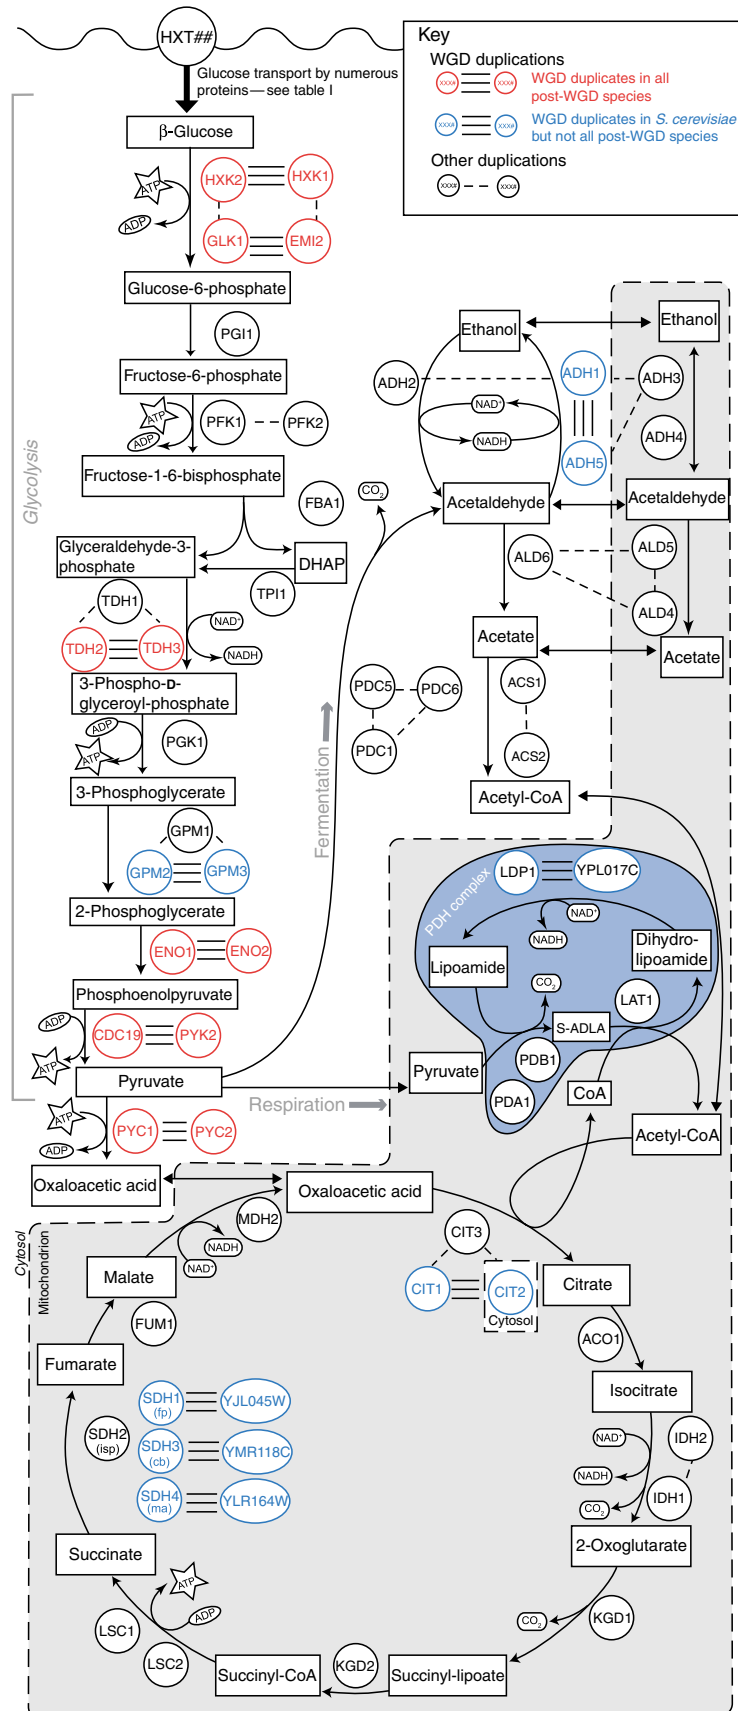 HXT##
Glucose transport by numerous
proteins—see table I
Key
WGD duplications
XXX#
XXX#
WGD duplicates in all
post-WGD species
XXX#
XXX#
WGD duplicates in S. cerevisiae
but not all post-WGD species
Other duplications
XXX#
XXX#
Glycolysis
β-Glucose
ATP
ADP
HXK2
HXK1
GLK1
EMI2
Glucose-6-phosphate
PGI1
Fructose-6-phosphate
ATP
ADP
PFK1
PFK2
Fructose-1-6-bisphosphate
FBA1
Glyceraldehyde-3-
phosphate
DHAP
TPI1
TDH1
TDH2
TDH3
NAD+
NADH
3-Phospho-D-
glyceroyl-phosphate
ADP
ATP
PGK1
3-Phosphoglycerate
GPM1
GPM2
GPM3
2-Phosphoglycerate
ENO1
ENO2
Phosphoenolpyruvate
ADP
ATP
CDC19
PYK2
Pyruvate
ATP
ADP
PYC1
PYC2
Oxaloacetic acid
Fermentation
Respiration
CO2
Ethanol
Ethanol
ADH2
ADH1
ADH3
NAD+
NADH
ADH4
ADH5
Acetaldehyde
Acetaldehyde
ALD6
ALD5
ALD4
Acetate
Acetate
PDC5
PDC6
PDC1
ACS1
ACS2
Acetyl-CoA
PDH complex
LDP1
YPL017C
NAD+
NADH
Lipoamide
Dihydro-
lipoamide
CO2
LAT1
S-ADLA
PDB1
PDA1
Pyruvate
CoA
Acetyl-CoA
Cytosol
Mitochondrion
Oxaloacetic acid
MDH2
NADH
NAD+
Malate
FUM1
Fumarate
CIT3
CIT1
CIT2
Cytosol
Citrate
ACO1
Isocitrate
NAD+
NADH
CO2
IDH2
IDH1
2-Oxoglutarate
SDH1
(fp)
YJL045W
SDH2
(isp)
SDH3
(cb)
YMR118C
SDH4
(ma)
YLR164W
Succinate
ATP
ADP
LSC1
LSC2
Succinyl-CoA
KGD2
Succinyl-lipoate
CO2
KGD1